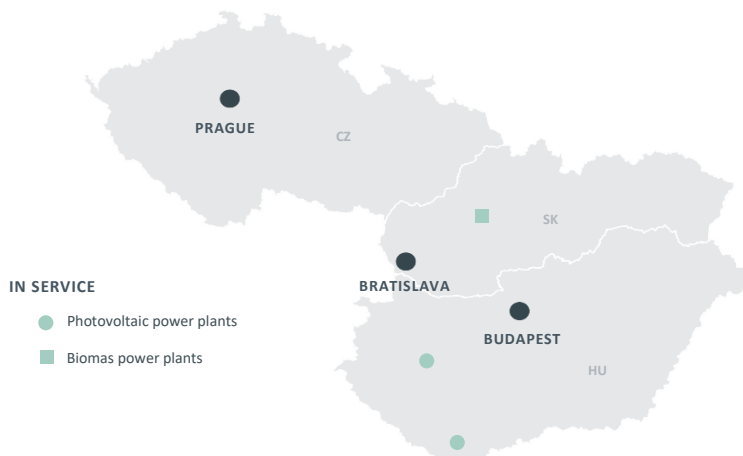 PRAGUE
CZ
SK
BRATISLAVA
IN SERVICE
Photovoltaic power plants
BUDAPEST
Biomas power plants
HU